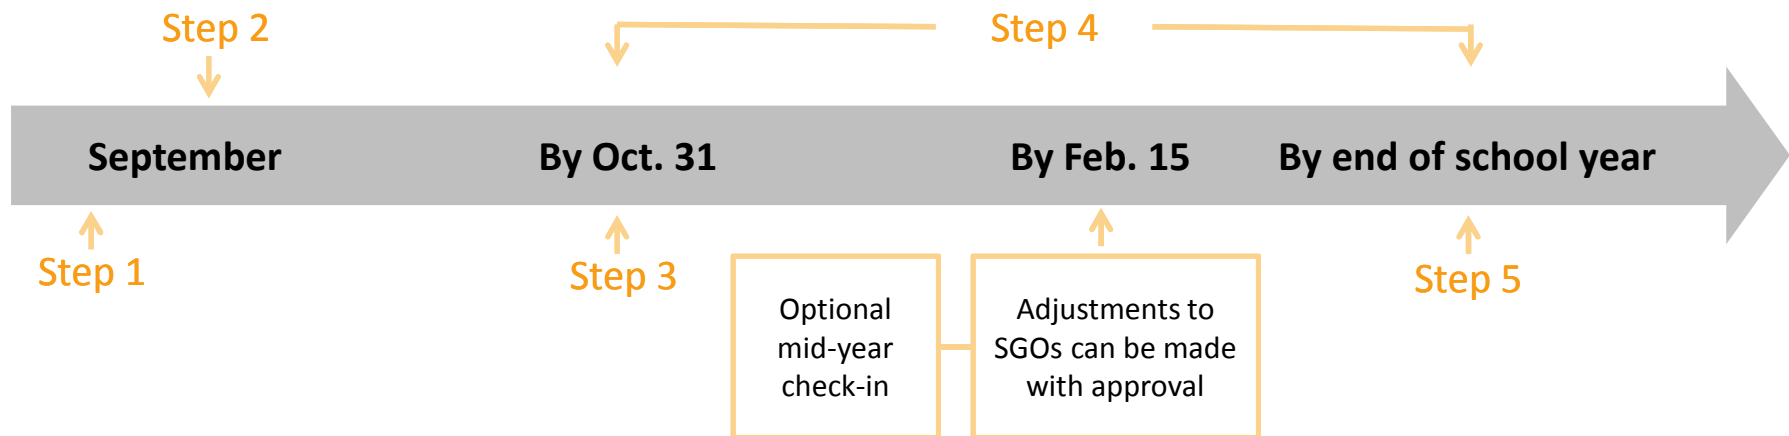 Step 2
Step 4
September
By Oct. 31
By Feb. 15
By end of school year
Step 1
Step 3
Step 5
Optional
mid-year
check-in
Adjustments to
SGOs can be made
with approval